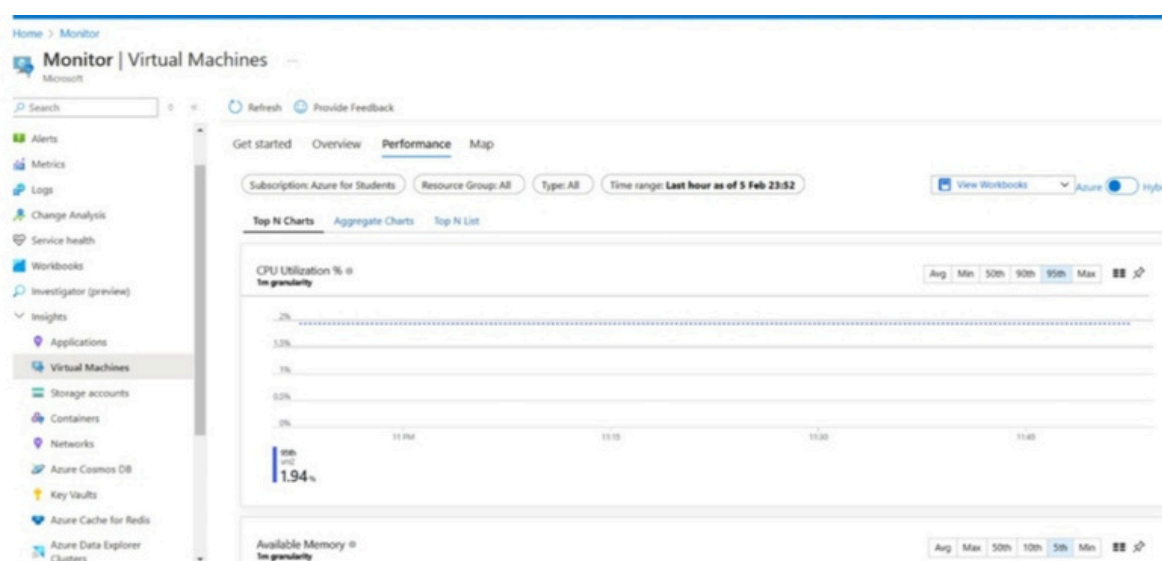 Home > Monitor
Monitor | Virtual Machines ...
Microsoft
Search
Refresh Provide Feedback
Alerts
Metrics
Logs
Change Analysis
Service health
Workbooks
Investigator (preview)
Insights
Applications
Virtual Machines
Storage accounts
Containers
Networks
Azure Cosmos DB
Key Vaults
Azure Cache for Redis
Azure Data Explorer
Clusters
Get started Overview Performance Map
Subscription: Azure for Students Resource Group: All Type: All Time range: Last hour as of 5 Feb 23:52 View Workbooks Azure Hyb
Top N Charts Aggregate Charts Top N List
CPU Utilization % Avg Min 50th 90th 95th Max
1m granularity
2%
1.5%
1%
0.5%
0%
11 PM 11:15 11:30 11:45
95th
vm2
1.94%
Available Memory Avg Max 50th 10th 5th Min
1m granularity